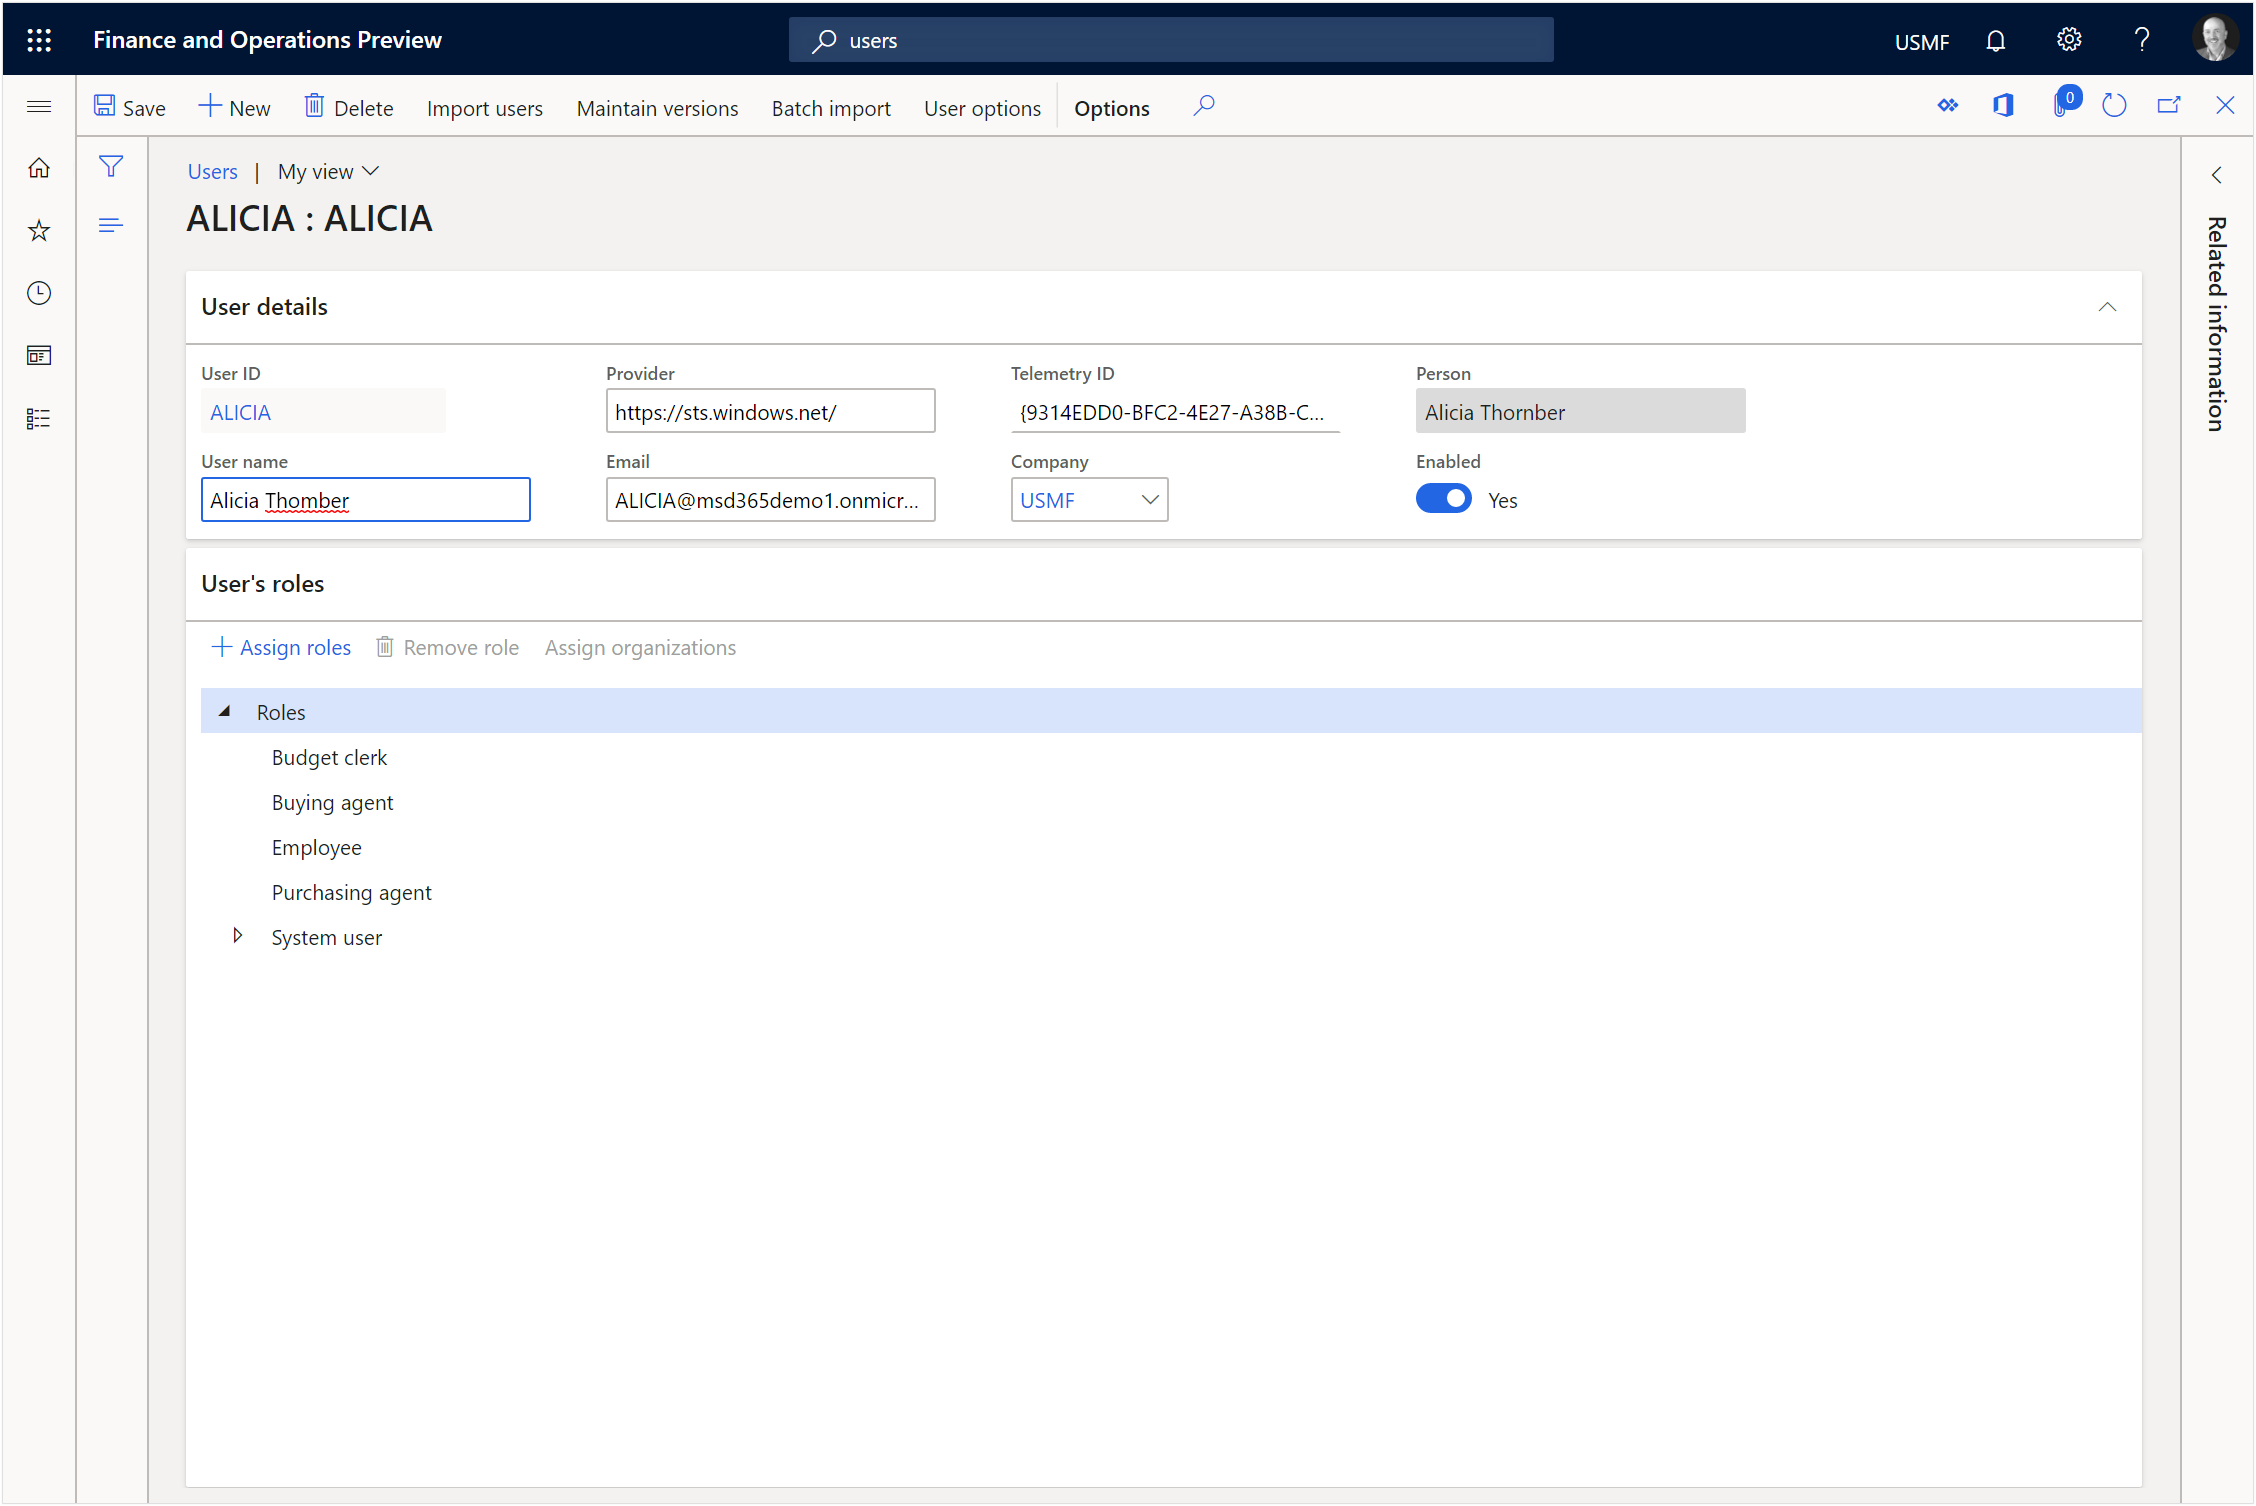 Finance and Operations Preview
users
USMF
?
Save
New
Delete
Import users
Maintain versions
Batch import
User options
Options
0
Users | My view
ALICIA : ALICIA
Related information
User details
User ID
Provider
Telemetry ID
Person
ALICIA
https://sts.windows.net/
{9314EDD0-BFC2-4E27-A38B-C...
Alicia Thornber
User name
Email
Company
Enabled
Alicia Thomber
ALICIA@msd365demo1.onmicr...
USMF
Yes
User's roles
Assign roles
Remove role
Assign organizations
Roles
Budget clerk
Buying agent
Employee
Purchasing agent
System user